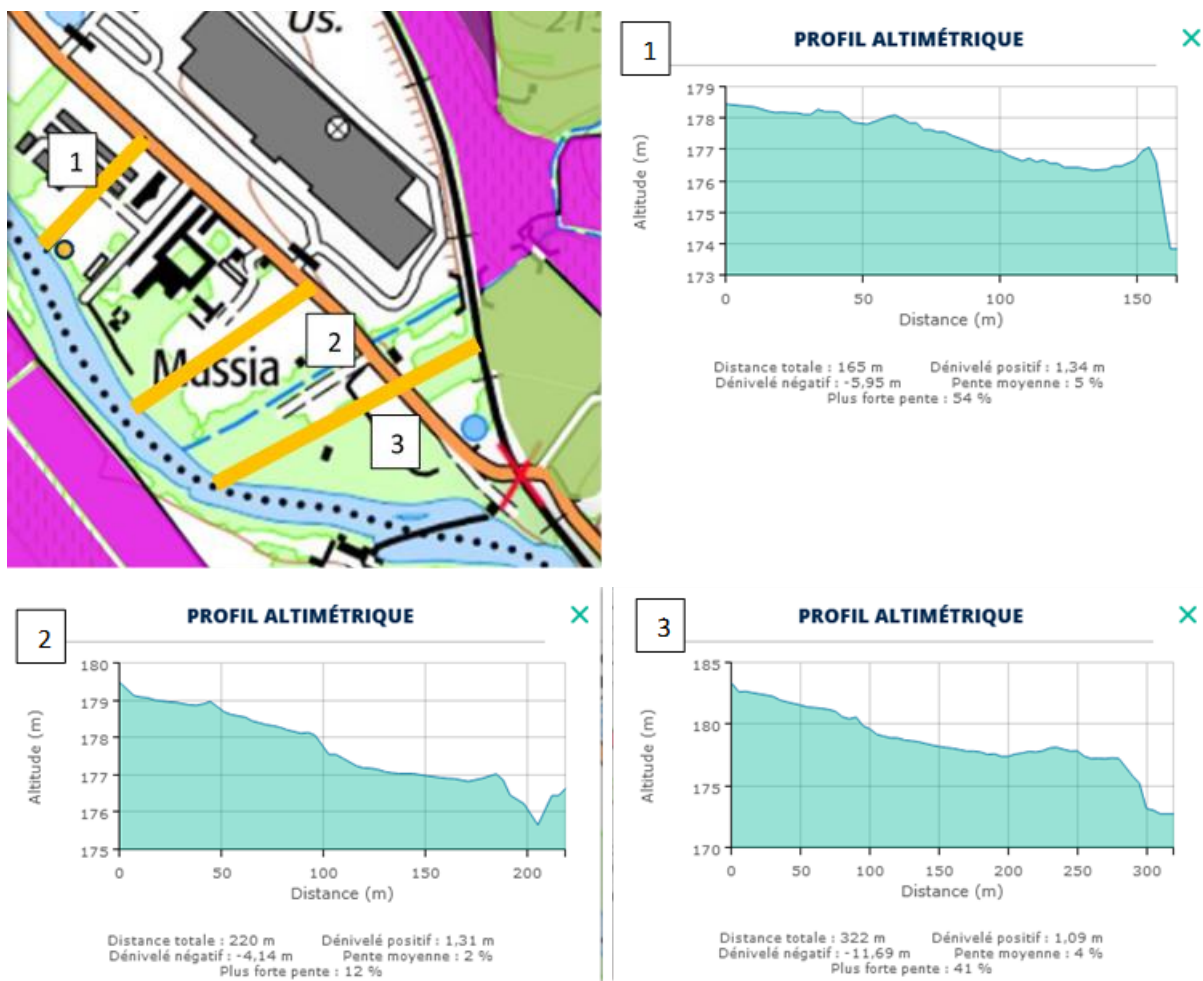 Us.
215
1
2
3
Massia
1
PROFIL ALTIMÉTRIQUE
×
179
178
177
176
175
174
173
Altitude (m)
0
50
100
150
Distance (m)
Distance totale : 165 m Dénivelé positif : 1,34 m
Dénivelé négatif : -5,95 m Pente moyenne : 5 %
Plus forte pente : 54 %
2
PROFIL ALTIMÉTRIQUE
×
180
179
178
177
176
175
Altitude (m)
0
50
100
150
200
Distance (m)
Distance totale : 220 m Dénivelé positif : 1,31 m
Dénivelé négatif : -4,14 m Pente moyenne : 2 %
Plus forte pente : 12 %
3
PROFIL ALTIMÉTRIQUE
×
185
180
175
170
Altitude (m)
0
50
100
150
200
250
300
Distance (m)
Distance totale : 322 m Dénivelé positif : 1,09 m
Dénivelé négatif : -11,69 m Pente moyenne : 4 %
Plus forte pente : 41 %